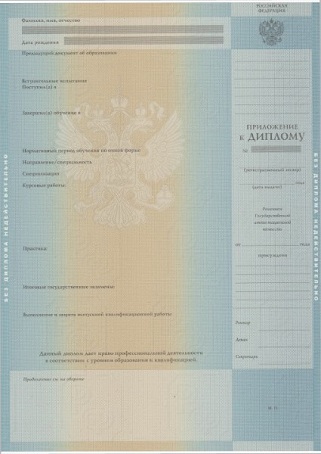 Фамилия, имя, отчество
Дата рождения
Предыдущий документ об образовании
Вступительные испытания
Поступил(а) в
Завершил(а) обучение в
Нормативный период обучения по очной форме
Направление/специальность
Специализация
Курсовые работы:
Практика:
Итоговые государственные экзамены:
Выполнение и защита выпускной квалификационной работы
Данный диплом дает право профессиональной деятельности
в соответствии с уровнем образования и квалификацией.
Продолжение см. на обороте
БЕЗ ДИПЛОМА НЕДЕЙСТВИТЕЛЬНО
РОССИЙСКАЯ
ФЕДЕРАЦИЯ
ПРИЛОЖЕНИЕ
к ДИПЛОМУ
№
(регистрационный номер)
(дата выдачи)
Решением
Государственной
аттестационной
комиссии
от
года
присуждена
Ректор
Декан
Секретарь
М. П.
БЕЗ ДИПЛОМА НЕДЕЙСТВИТЕЛЬНО